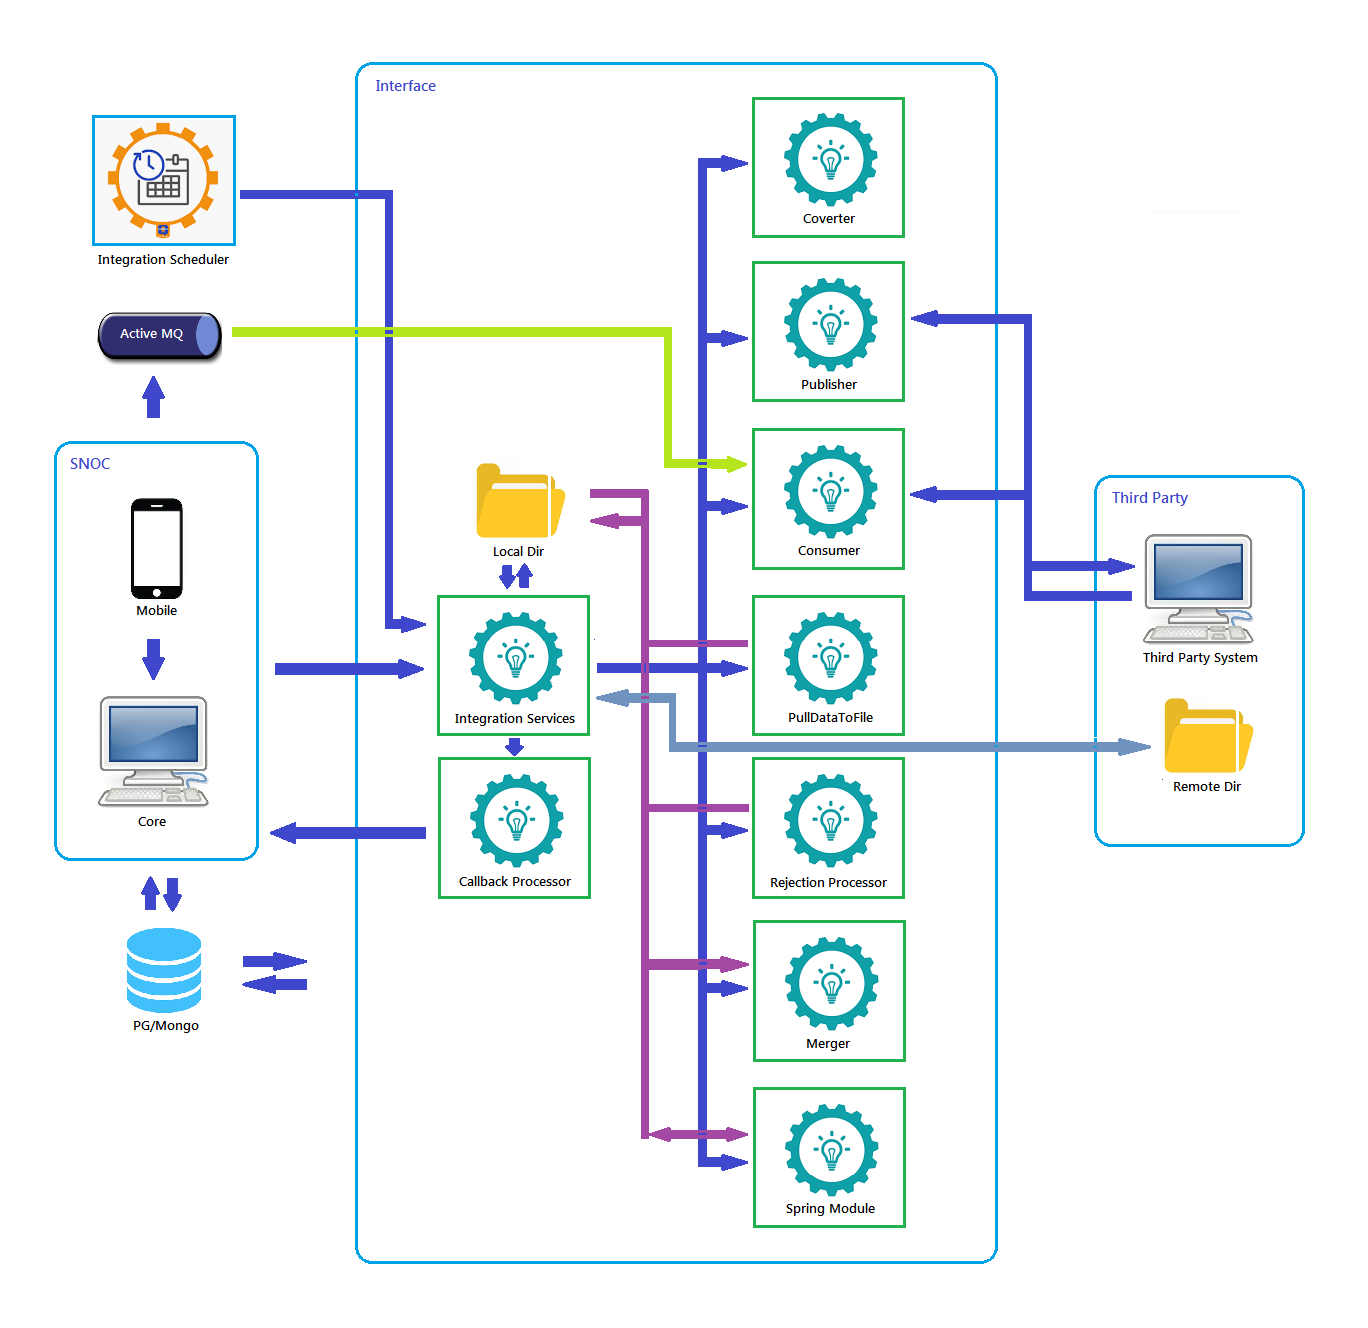 Interface
Integration Scheduler
Coverter
Active MQ
Publisher
SNOC
Mobile
Core
Local Dir
Consumer
Third Party
Third Party System
Integration Services
PullDataToFile
Remote Dir
Callback Processor
Rejection Processor
PG/Mongo
Merger
Spring Module